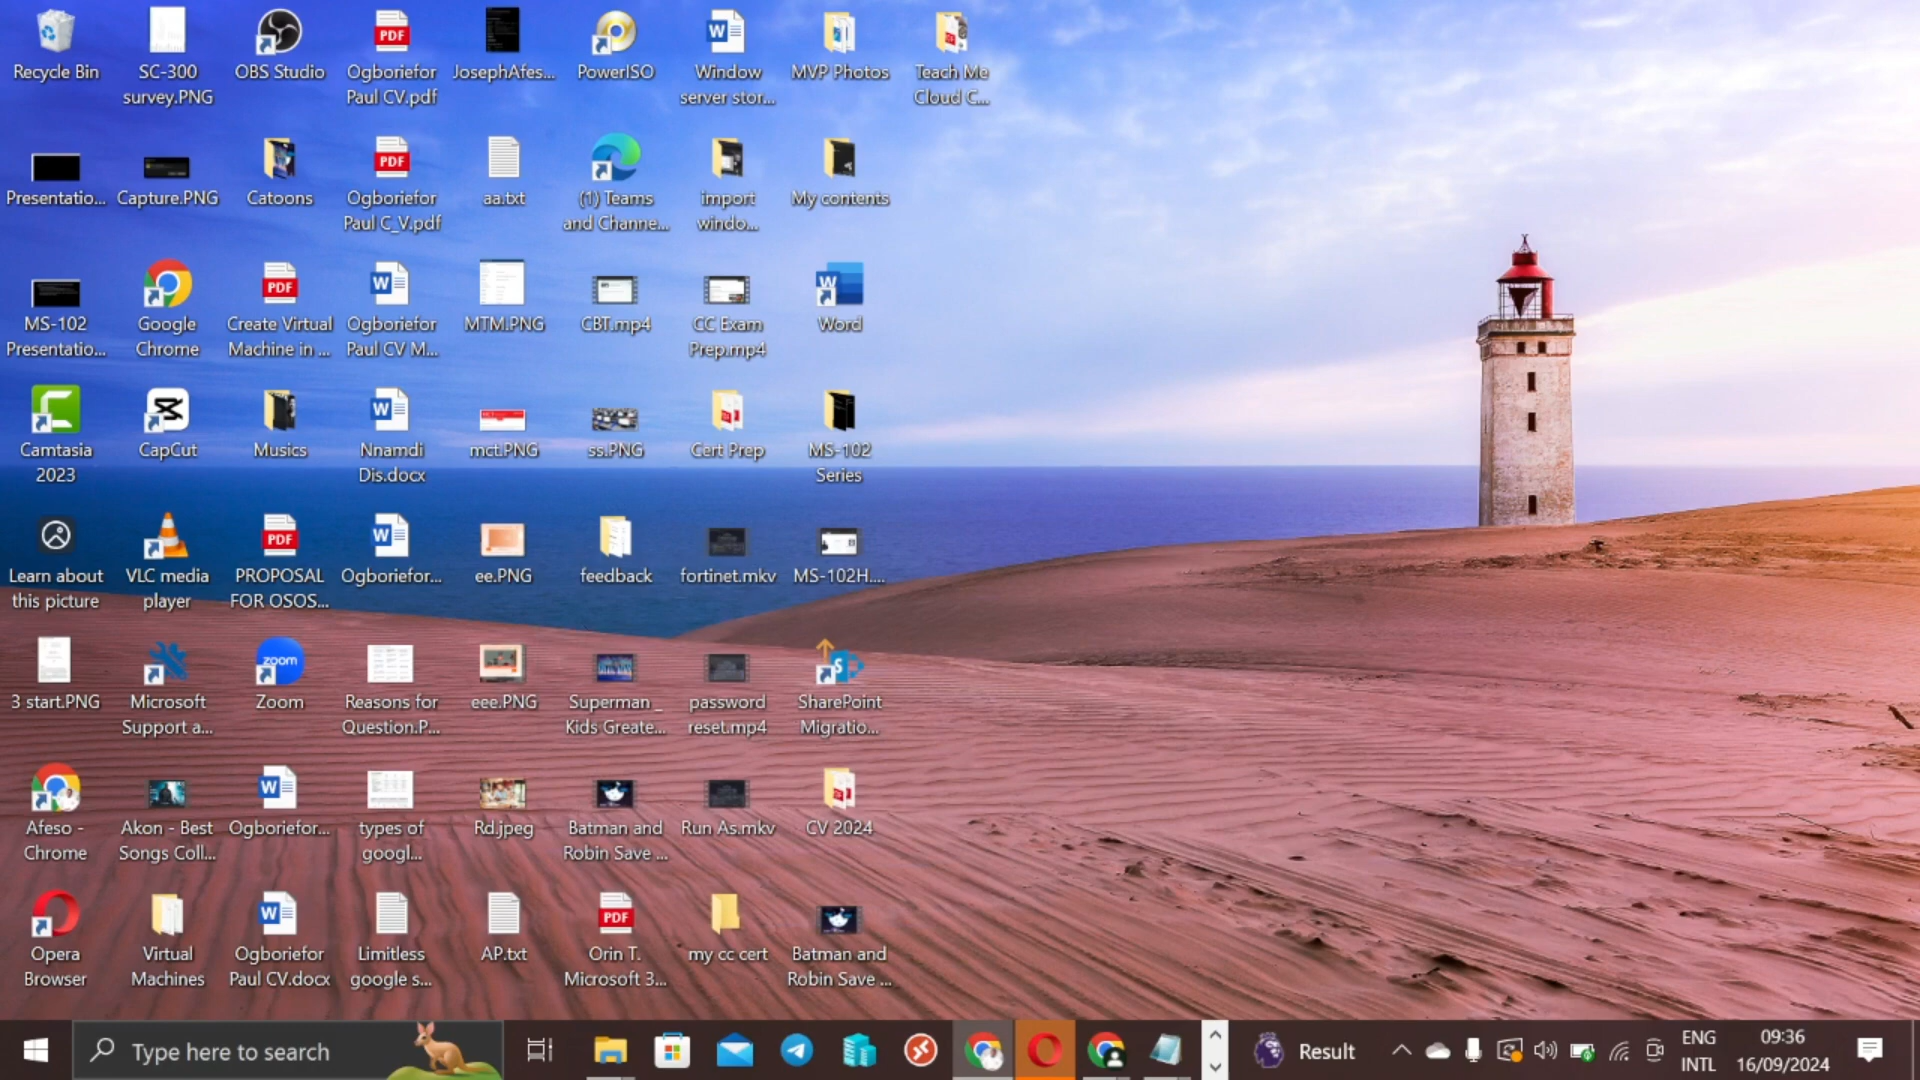 Recycle Bin
SC-300
survey.PNG
OBS Studio
Ogboriefor
Paul CV.pdf
JosephAfes...
PowerISO
Window
server stor...
MVP Photos
Teach Me
Cloud C...
Presentatio...
Capture.PNG
Catoons
Ogboriefor
Paul C_V.pdf
aa.txt
(1) Teams
and Channe...
import
windo...
My contents
MS-102
Presentatio...
Google
Chrome
Create Virtual
Machine in ...
Ogboriefor
Paul CV M...
MTM.PNG
CBT.mp4
CC Exam
Prep.mp4
Word
Camtasia
2023
CapCut
Musics
Nnamdi
Dis.docx
mct.PNG
ss.PNG
Cert Prep
MS-102
Series
Learn about
this picture
VLC media
player
PROPOSAL
FOR OSOS...
Ogboriefor...
ee.PNG
feedback
fortinet.mkv
MS-102H....
3 start.PNG
Microsoft
Support a...
zoom
Zoom
Reasons for
Question.P...
eee.PNG
Superman _
Kids Greate...
password
reset.mp4
SharePoint
Migratio...
Afeso -
Chrome
Akon - Best
Songs Coll...
Ogboriefor...
types of
googl...
Rd.jpeg
Batman and
Robin Save ...
Run As.mkv
CV 2024
Opera
Browser
Virtual
Machines
Ogboriefor
Paul CV.docx
Limitless
google s...
AP.txt
Orin T.
Microsoft 3...
my cc cert
Batman and
Robin Save ...
Type here to search
Result
ENG
INTL
09:36
16/09/2024